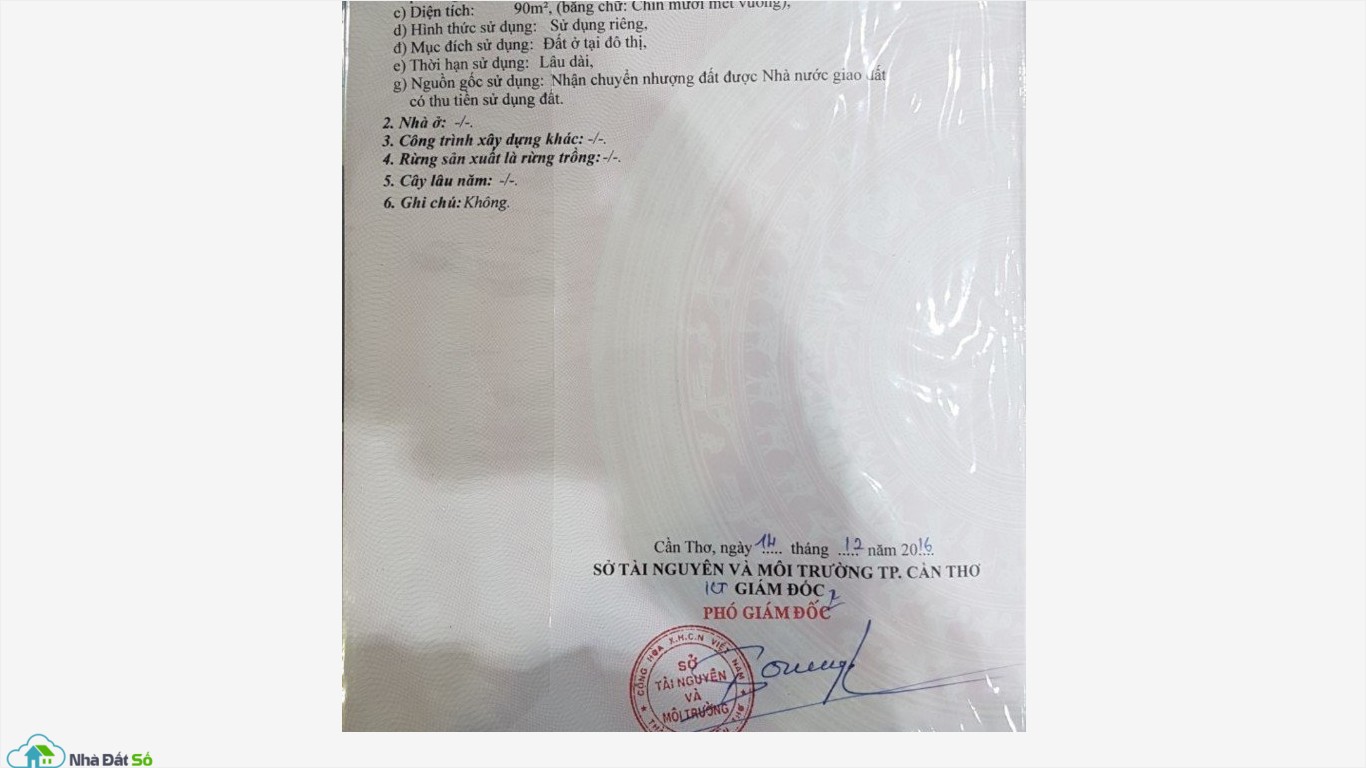 c) Diện tích: 90m², (bằng chữ: Chín mươi mét vuông),
d) Hình thức sử dụng: Sử dụng riêng,
đ) Mục đích sử dụng: Đất ở tại đô thị,
e) Thời hạn sử dụng: Lâu dài,
g) Nguồn gốc sử dụng: Nhận chuyển nhượng đất được Nhà nước giao đất
có thu tiền sử dụng đất.
2. Nhà ở: -/-.
3. Công trình xây dựng khác: -/-.
4. Rừng sản xuất là rừng trồng: -/-.
5. Cây lâu năm: -/-.
6. Ghi chú: Không.
Cần Thơ, ngày 14 tháng 12 năm 2016
SỞ TÀI NGUYÊN VÀ MÔI TRƯỜNG TP. CẦN THƠ
KT GIÁM ĐỐC
PHÓ GIÁM ĐỐC
CỘNG HÒA X.H.C.N VIỆT NAM
SỞ
TÀI NGUYÊN
VÀ
MÔI TRƯỜNG
Nhà Đất Số